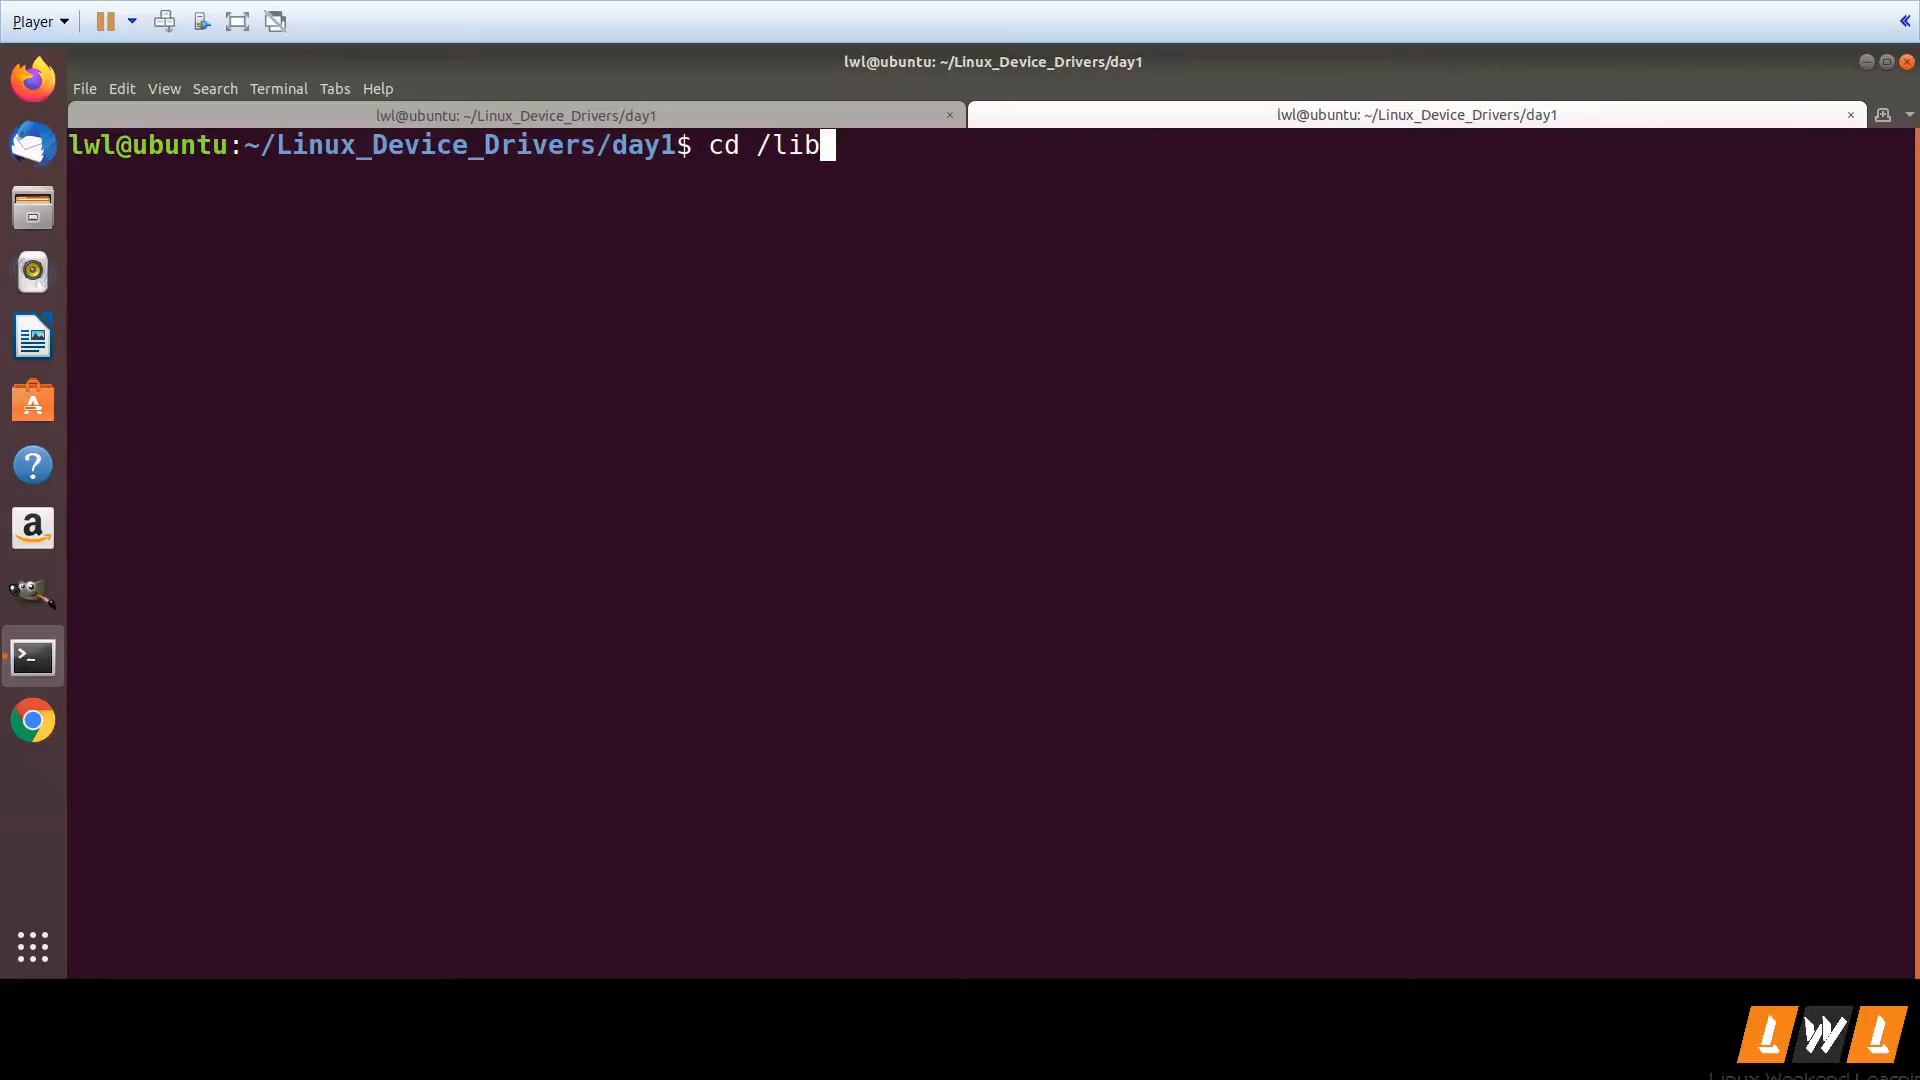 Player
lwl@ubuntu: ~/Linux_Device_Drivers/day1
File Edit View Search Terminal Tabs Help
lwl@ubuntu: ~/Linux_Device_Drivers/day1 × lwl@ubuntu: ~/Linux_Device_Drivers/day1 ×
lwl@ubuntu:~/Linux_Device_Drivers/day1$ cd /lib
LWL